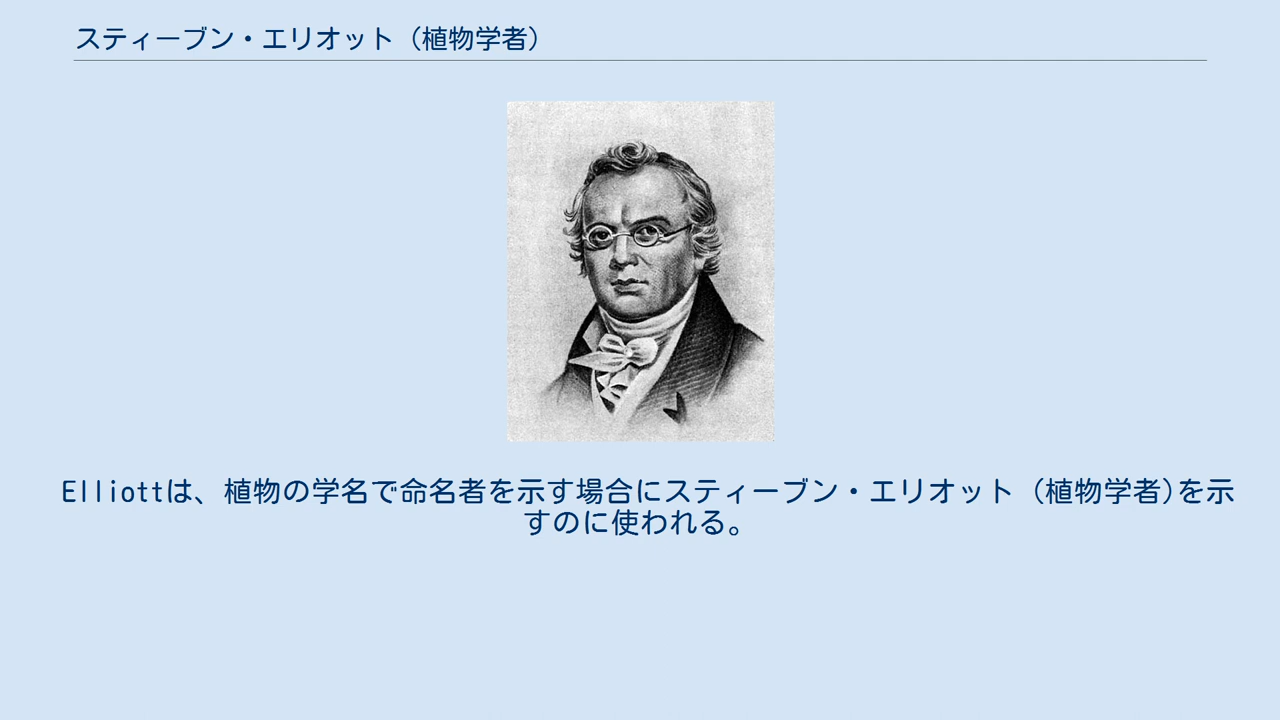 スティーブン・エリオット（植物学者）
Elliottは、植物の学名で命名者を示す場合にスティーブン・エリオット（植物学者)を示
すのに使われる。